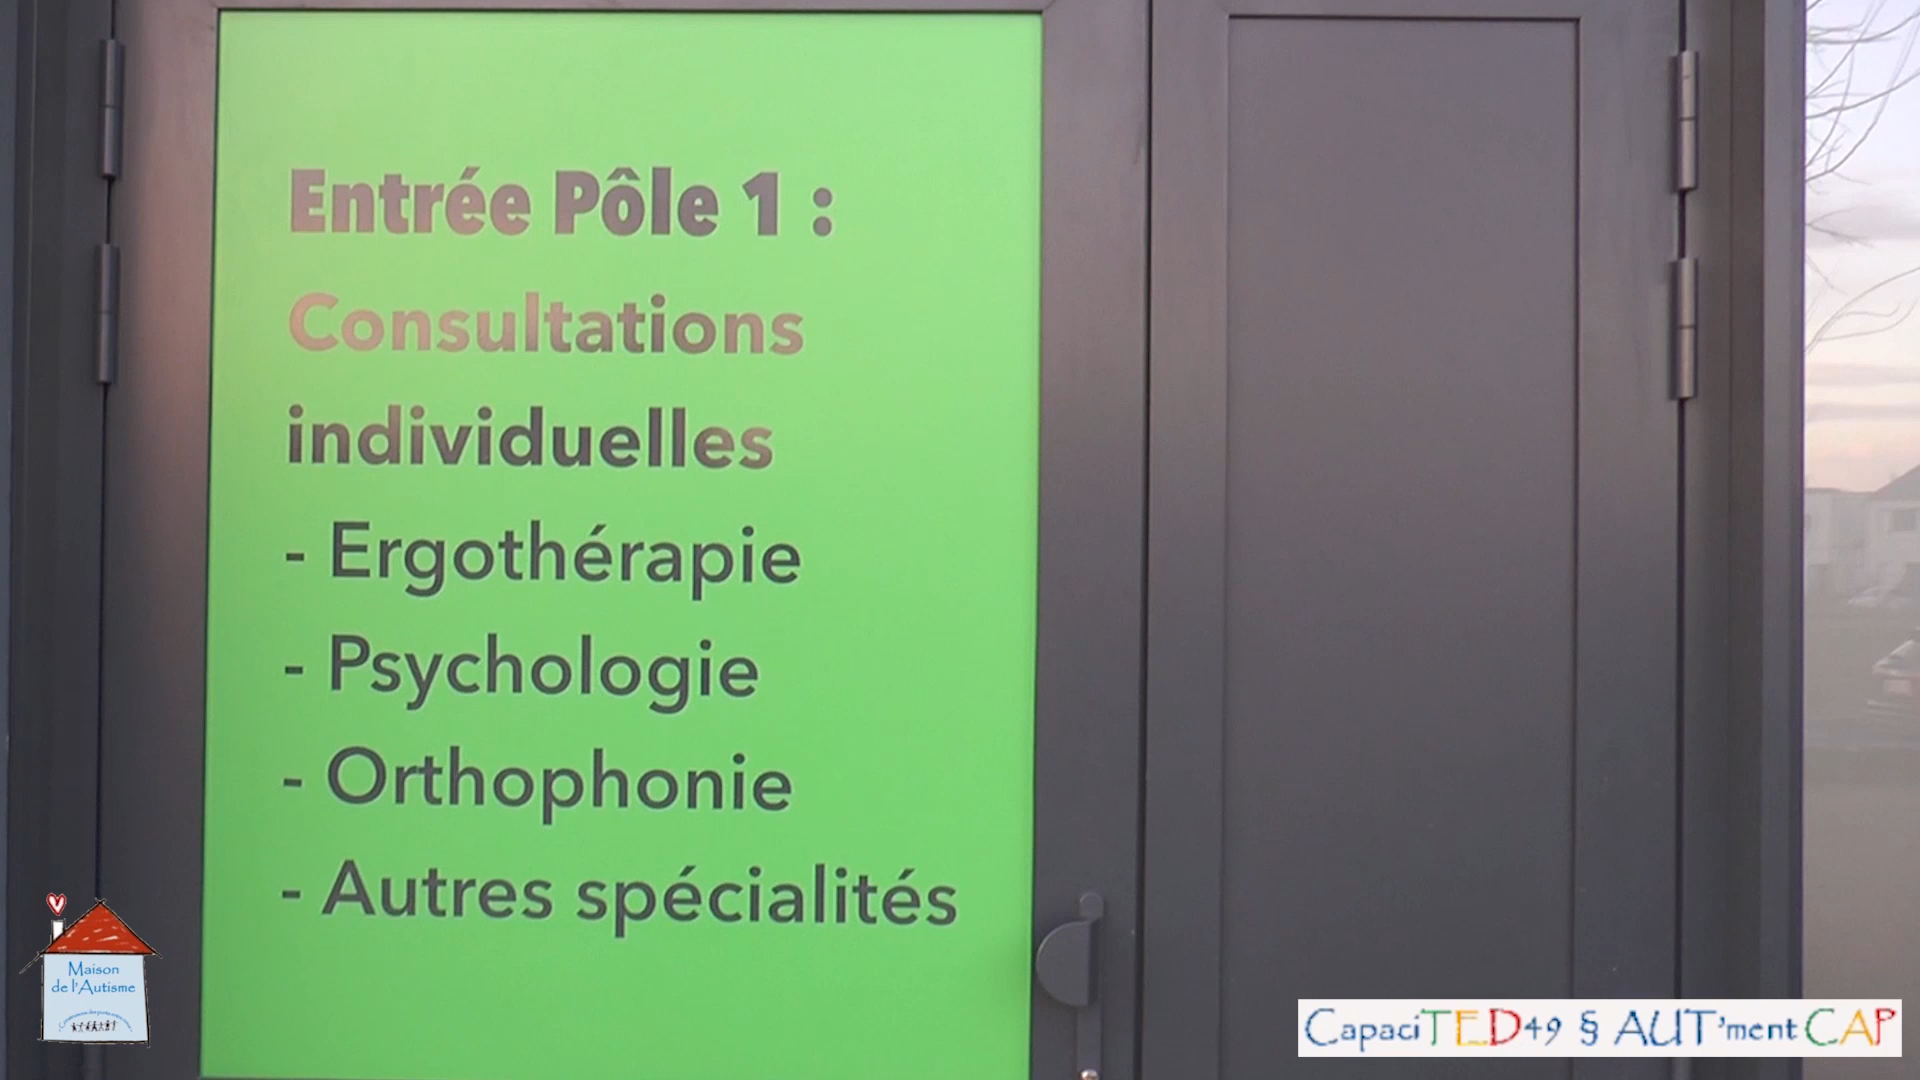 Entrée Pôle 1 :
Consultations
individuelles
- Ergothérapie
- Psychologie
- Orthophonie
- Autres spécialités
Maison
de l'Autisme
CapaciTED49 § AUT'ment CAP